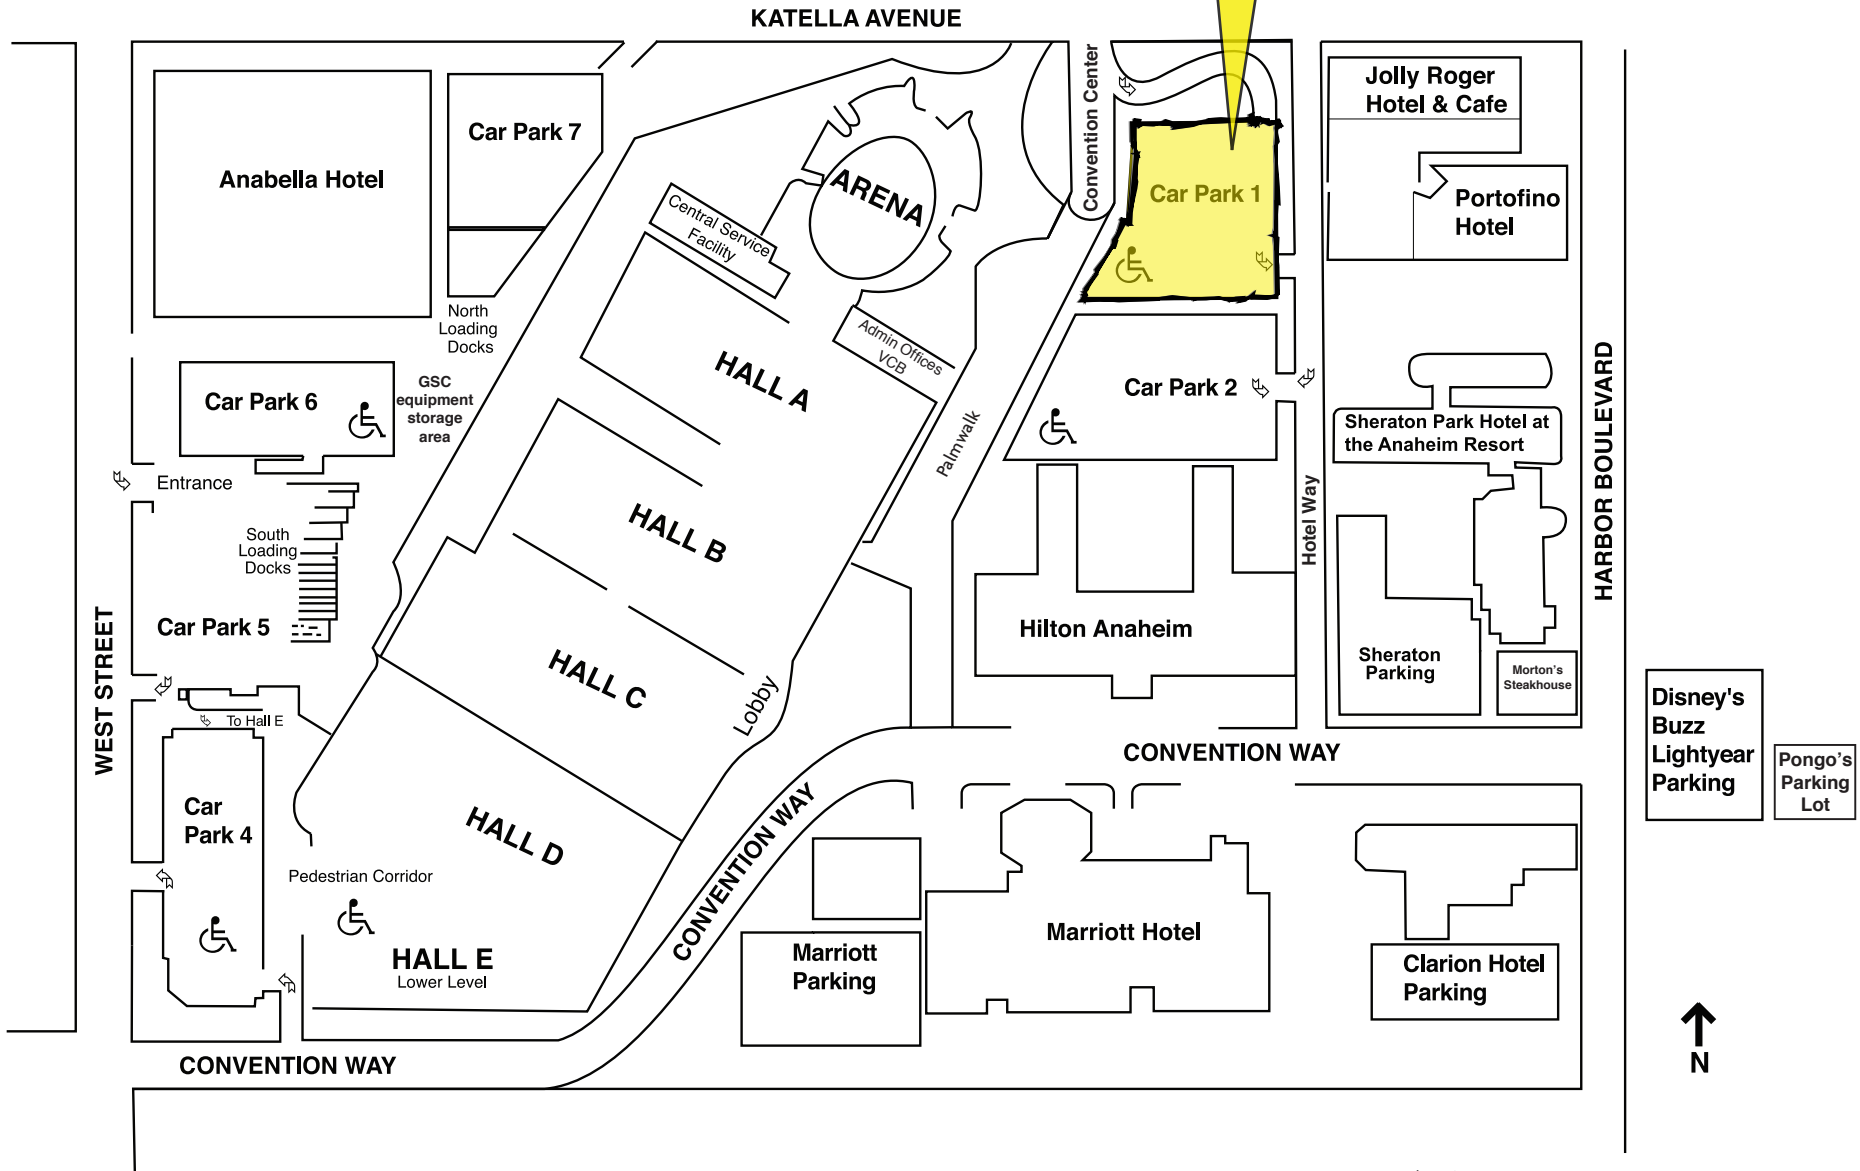 KATELLA AVENUE
Anabella Hotel
Car Park 7
North
Loading
Docks
Central Service
Facility
ARENA
Admin Offices
VCB
Convention Center
Car Park 1
Jolly Roger
Hotel & Cafe
Portofino
Hotel
Car Park 6
GSC
equipment
storage
area
HALL A
Palmwalk
Car Park 2
Sheraton Park Hotel at
the Anaheim Resort
HARBOR BOULEVARD
Entrance
South
Loading
Docks
HALL B
Hotel Way
Car Park 5
WEST STREET
To Hall E
HALL C
Lobby
Hilton Anaheim
Sheraton
Parking
Morton's
Steakhouse
Disney's
Buzz
Lightyear
Parking
Pongo's
Parking
Lot
CONVENTION WAY
Car
Park 4
HALL D
CONVENTION WAY
Pedestrian Corridor
HALL E
Lower Level
Marriott
Parking
Marriott Hotel
Clarion Hotel
Parking
N
CONVENTION WAY